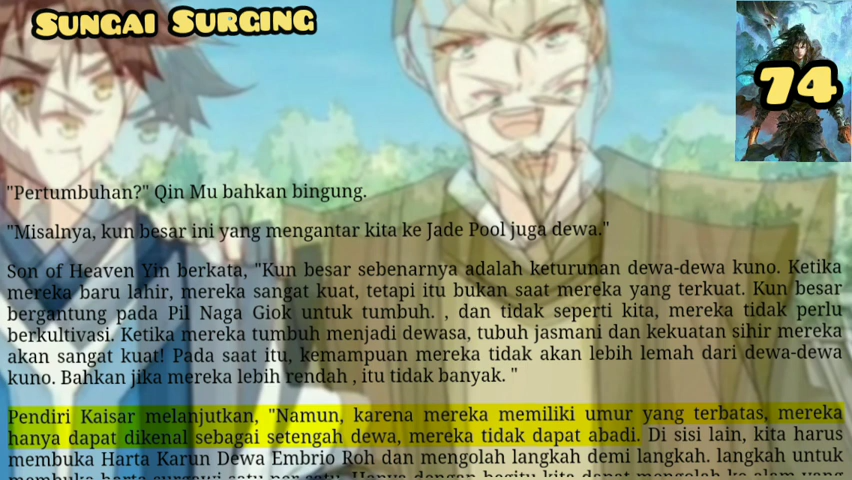 SUNGAI SURGING
74
"Pertumbuhan?" Qin Mu bahkan bingung.
"Misalnya, kun besar ini yang mengantar kita ke Jade Pool juga dewa."
Son of Heaven Yin berkata, "Kun besar sebenarnya adalah keturunan dewa-dewa kuno. Ketika
mereka baru lahir, mereka sangat kuat, tetapi itu bukan saat mereka yang terkuat. Kun besar
bergantung pada Pil Naga Giok untuk tumbuh. , dan tidak seperti kita, mereka tidak perlu
berkultivasi. Ketika mereka tumbuh menjadi dewasa, tubuh jasmani dan kekuatan sihir mereka
akan sangat kuat! Pada saat itu, kemampuan mereka tidak akan lebih lemah dari dewa-dewa
kuno. Bahkan jika mereka lebih rendah , itu tidak banyak. "
Pendiri Kaisar melanjutkan, "Namun, karena mereka memiliki umur yang terbatas, mereka
hanya dapat dikenal sebagai setengah dewa, mereka tidak dapat abadi. Di sisi lain, kita harus
membuka Harta Karun Dewa Embrio Roh dan mengolah langkah demi langkah. langkah untuk